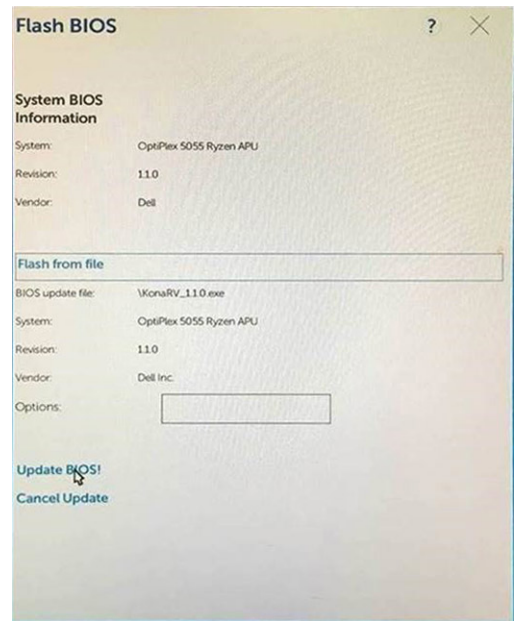 Flash BIOS ?
System BIOS
Information
System: OptiPlex 5055 Ryzen APU
Revision: 1.1.0
Vendor: Dell
Flash from file
BIOS update file: \KonaRV_1.1.0.exe
System: OptiPlex 5055 Ryzen APU
Revision: 1.1.0
Vendor: Dell Inc.
Options:
Update BIOS!
Cancel Update